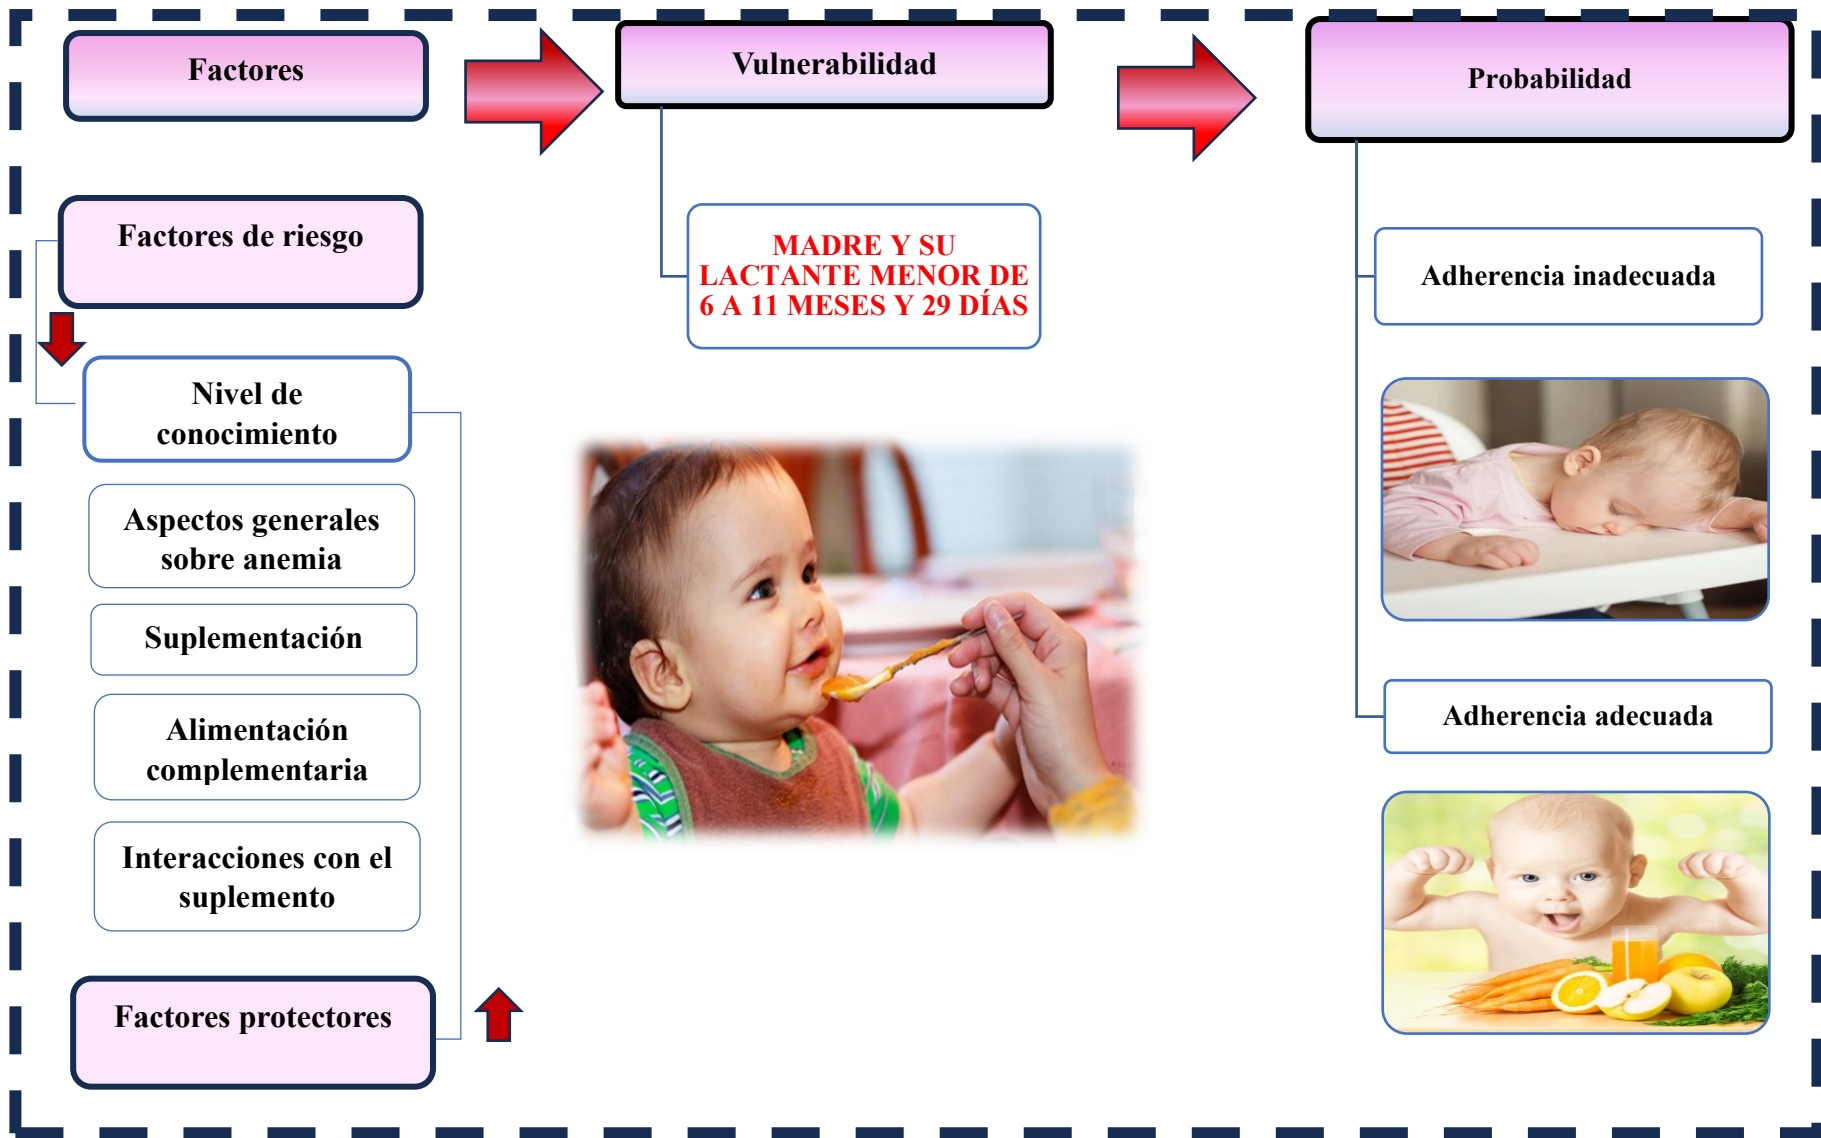 Factores
Vulnerabilidad
Probabilidad
Factores de riesgo
Nivel de
conocimiento
Aspectos generales
sobre anemia
Suplementación
Alimentación
complementaria
Interacciones con el
suplemento
Factores protectores
MADRE Y SU
LACTANTE MENOR DE
6 A 11 MESES Y 29 DÍAS
Adherencia inadecuada
Adherencia adecuada